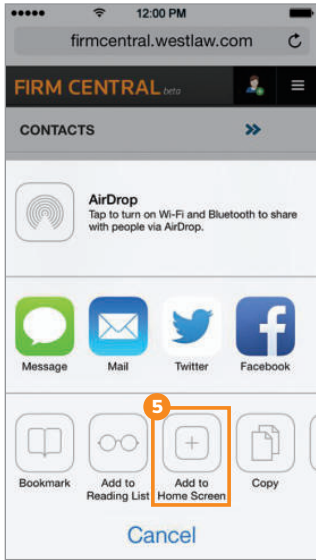 12:00 PM
firmcentral.westlaw.com
FIRM CENTRAL beta
CONTACTS
AirDrop
Tap to turn on Wi-Fi and Bluetooth to share
with people via AirDrop.
Message Mail Twitter Facebook
5
Bookmark Add to Reading List Add to Home Screen Copy
Cancel